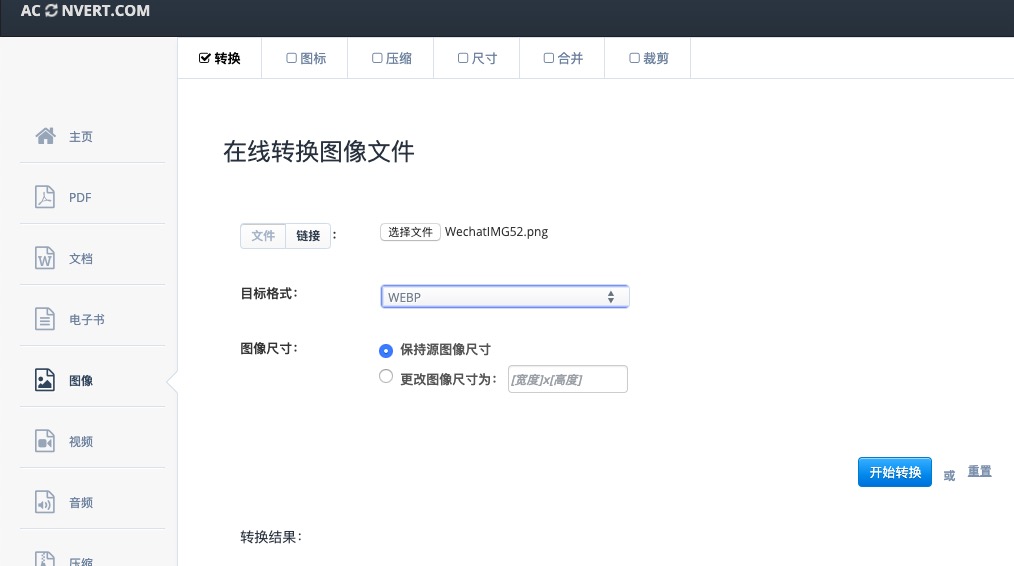 AC NVERT.COM
转换
图标
压缩
尺寸
合并
裁剪
主页
PDF
文档
电子书
图像
视频
音频
压缩
在线转换图像文件
文件 链接 : 选择文件 WechatIMG52.png
目标格式: WEBP
图像尺寸: 保持源图像尺寸
更改图像尺寸为: [宽度]x[高度]
开始转换 或 重置
转换结果: